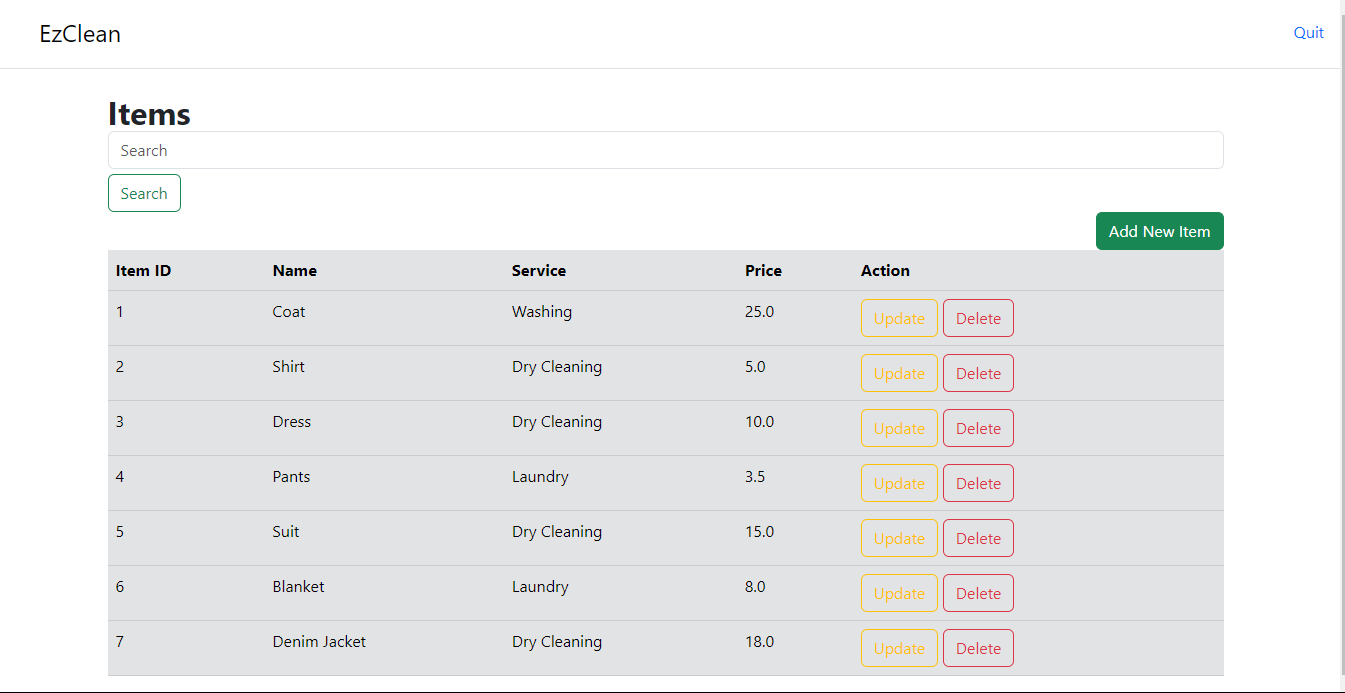 EzClean Quit
Items
Search
Search
Add New Item
Item ID Name Service Price Action
1 Coat Washing 25.0 Update Delete
2 Shirt Dry Cleaning 5.0 Update Delete
3 Dress Dry Cleaning 10.0 Update Delete
4 Pants Laundry 3.5 Update Delete
5 Suit Dry Cleaning 15.0 Update Delete
6 Blanket Laundry 8.0 Update Delete
7 Denim Jacket Dry Cleaning 18.0 Update Delete